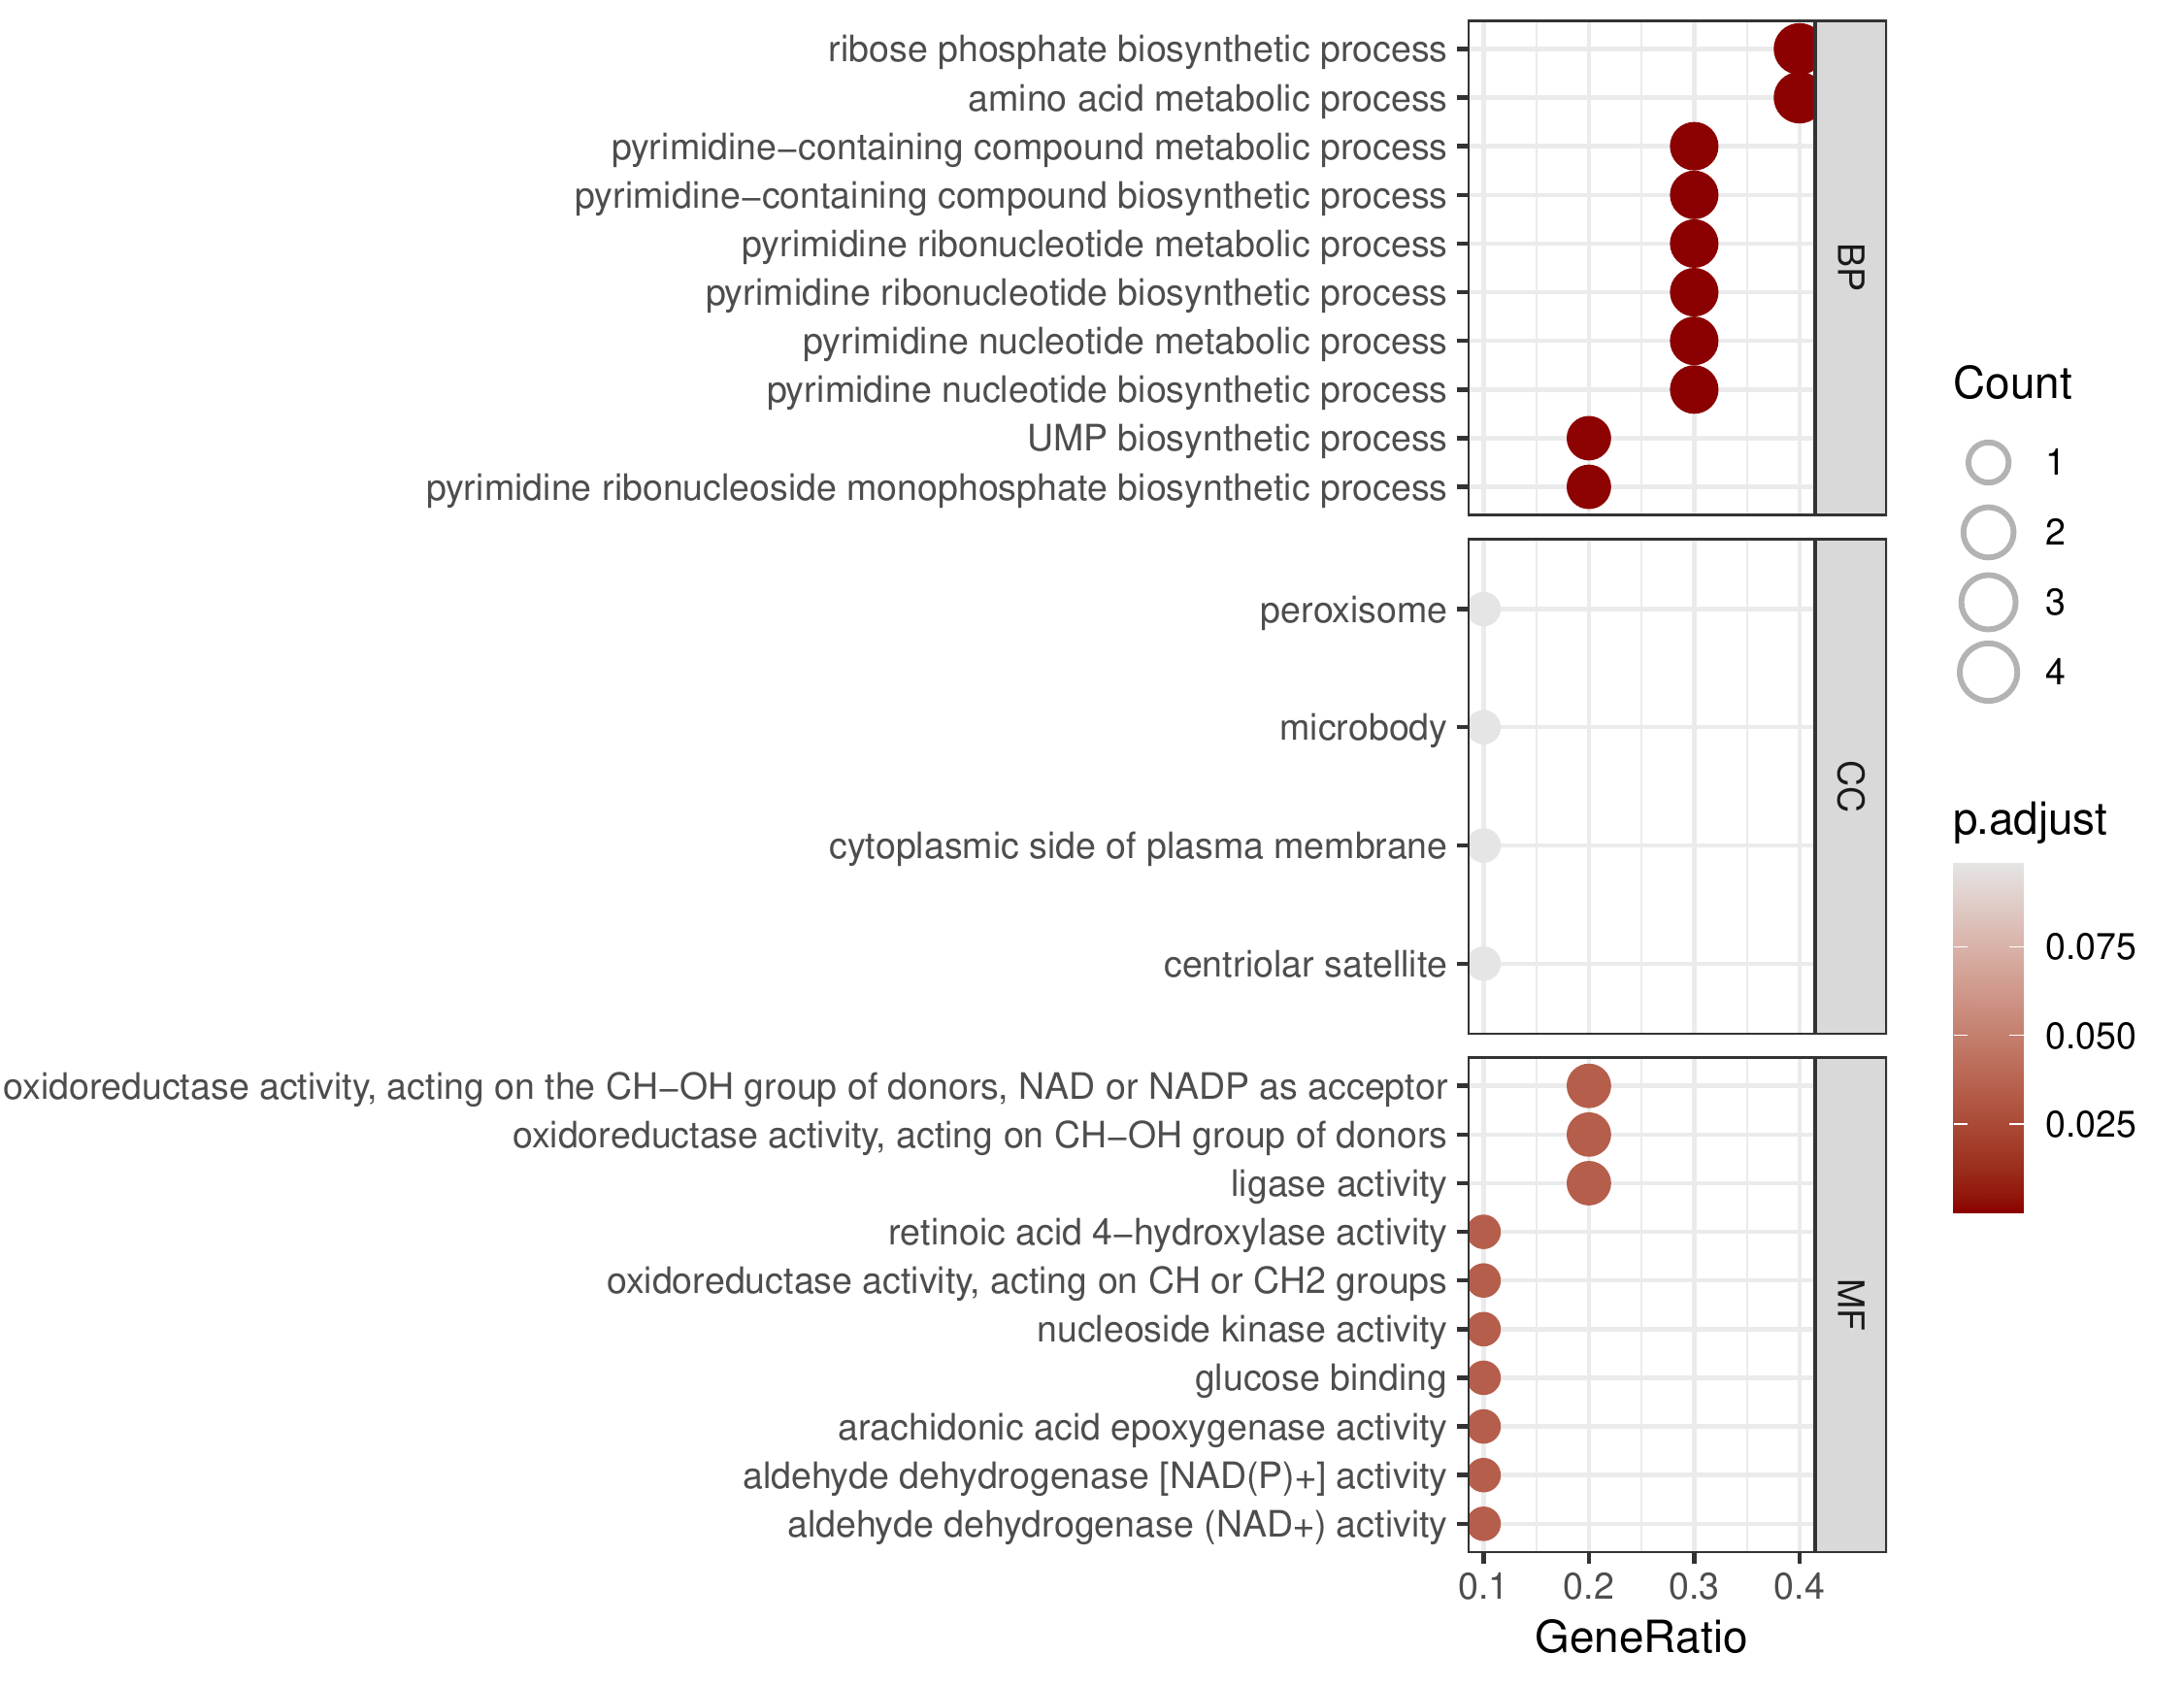 ribose phosphate biosynthetic process
amino acid metabolic process
pyrimidine−containing compound metabolic process
pyrimidine−containing compound biosynthetic process
pyrimidine ribonucleotide metabolic process
pyrimidine ribonucleotide biosynthetic process
pyrimidine nucleotide metabolic process
pyrimidine nucleotide biosynthetic process
UMP biosynthetic process
pyrimidine ribonucleoside monophosphate biosynthetic process
BP
peroxisome
microbody
cytoplasmic side of plasma membrane
centriolar satellite
CC
oxidoreductase activity, acting on the CH−OH group of donors, NAD or NADP as acceptor
oxidoreductase activity, acting on CH−OH group of donors
ligase activity
retinoic acid 4−hydroxylase activity
oxidoreductase activity, acting on CH or CH2 groups
nucleoside kinase activity
glucose binding
arachidonic acid epoxygenase activity
aldehyde dehydrogenase [NAD(P)+] activity
aldehyde dehydrogenase (NAD+) activity
MF
0.1 0.2 0.3 0.4
GeneRatio
Count
1
2
3
4
p.adjust
0.075
0.050
0.025